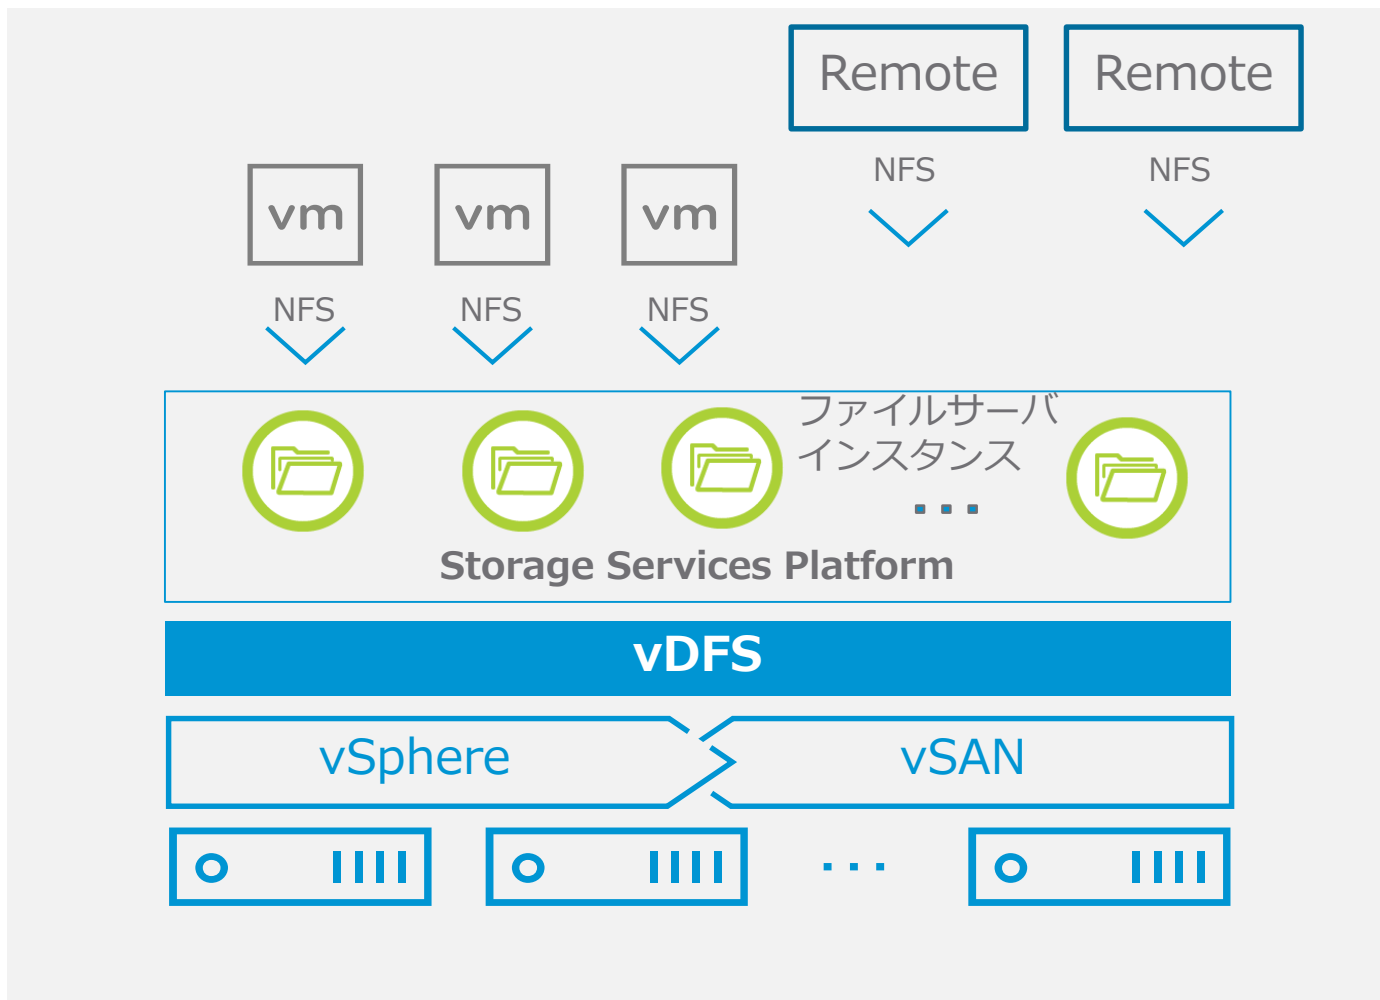 Remote
Remote
NFS
NFS
vm
vm
vm
NFS
NFS
NFS
ファイルサーバ
インスタンス
...
Storage Services Platform
vDFS
vSphere
vSAN
...